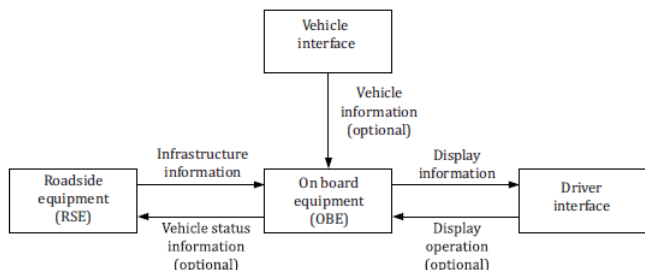 Vehicle
interface
Vehicle
information
(optional)
Infrastructure
information
Display
information
Roadside
equipment
(RSE)
On board
equipment
(OBE)
Driver
interface
Vehicle status
information
(optional)
Display
operation
(optional)